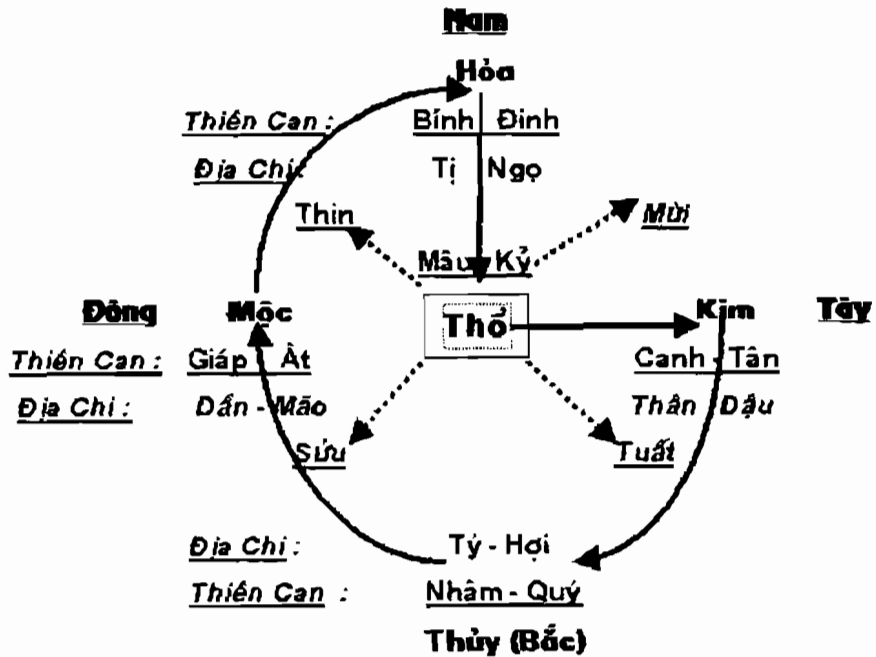 Nam
Hỏa
Thiên Can : Bính Đinh
Địa Chi : Tị Ngọ
Thìn Mùi
Mậu Kỷ
Đông Mộc Thổ Kim Tây
Thiên Can : Giáp Ất Canh - Tân
Địa Chi : Dần - Mão Thân Dậu
Sửu Tuất
Địa Chi : Tý - Hợi
Thiên Can : Nhâm - Quý
Thủy (Bắc)